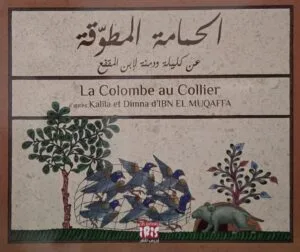 الحمامة المطوّقة
عن كليلة ودمنة لابن المقفع
La Colombe au Collier
d'après Kalila et Dimna d'IBN EL MUQAFFA
IBIS